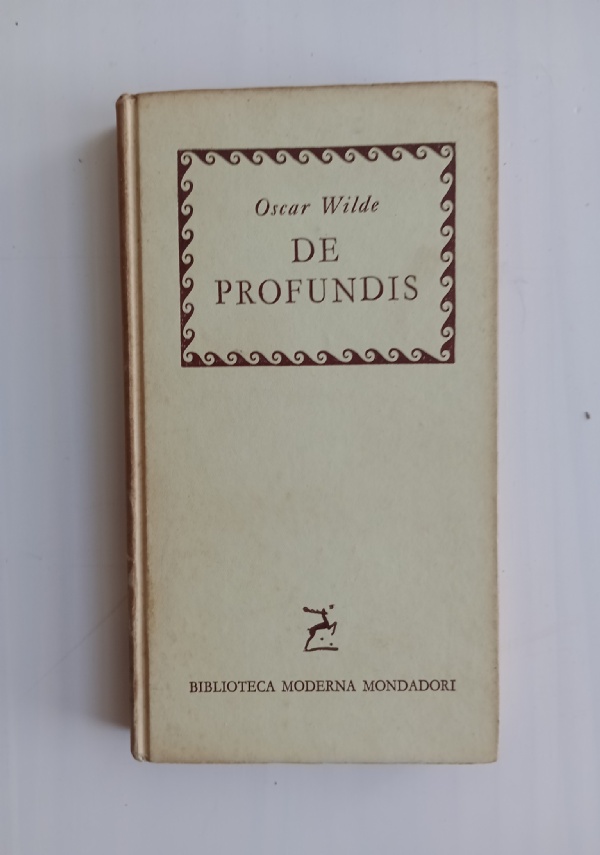 Oscar Wilde
DE
PROFUNDIS
BIBLIOTECA MODERNA MONDADORI